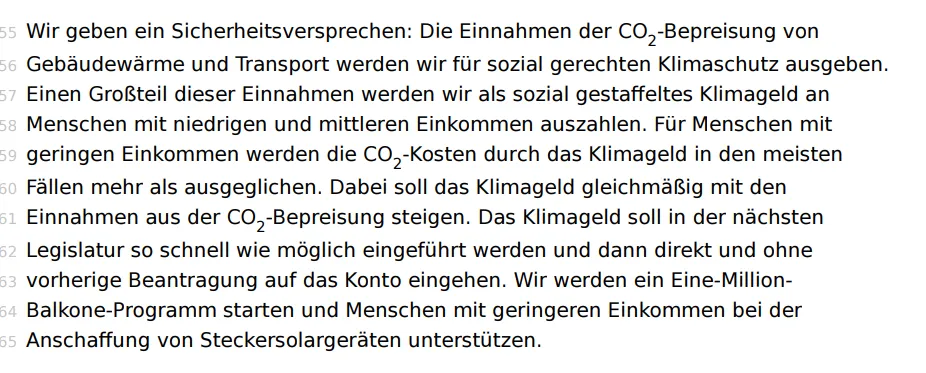 55 Wir geben ein Sicherheitsversprechen: Die Einnahmen der CO₂-Bepreisung von
56 Gebäudewärme und Transport werden wir für sozial gerechten Klimaschutz ausgeben.
57 Einen Großteil dieser Einnahmen werden wir als sozial gestaffeltes Klimageld an
58 Menschen mit niedrigen und mittleren Einkommen auszahlen. Für Menschen mit
59 geringen Einkommen werden die CO₂-Kosten durch das Klimageld in den meisten
60 Fällen mehr als ausgeglichen. Dabei soll das Klimageld gleichmäßig mit den
61 Einnahmen aus der CO₂-Bepreisung steigen. Das Klimageld soll in der nächsten
62 Legislatur so schnell wie möglich eingeführt werden und dann direkt und ohne
63 vorherige Beantragung auf das Konto eingehen. Wir werden ein Eine-Million-
64 Balkone-Programm starten und Menschen mit geringeren Einkommen bei der
65 Anschaffung von Steckersolargeräten unterstützen.